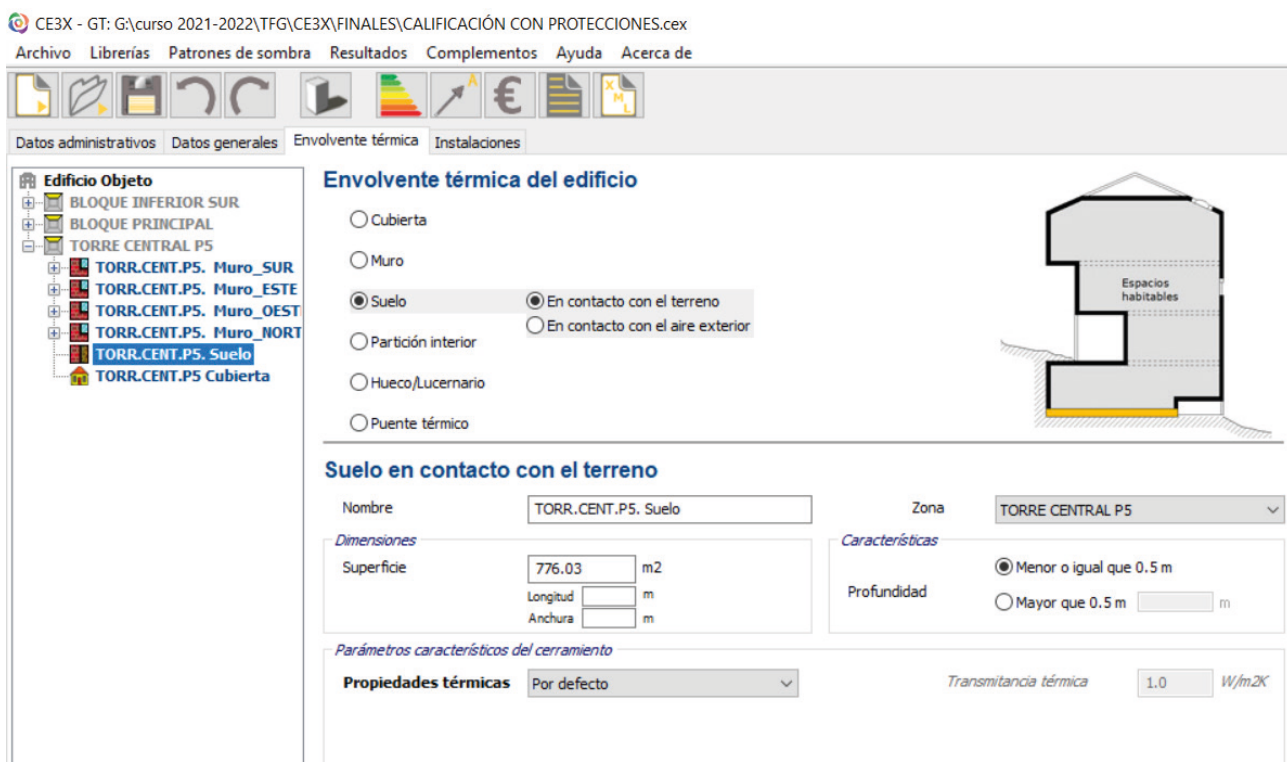 CE3X - GT: G:\curso 2021-2022\TFG\CE3X\FINALES\CALIFICACIÓN CON PROTECCIONES.cex
Archivo Librerías Patrones de sombra Resultados Complementos Ayuda Acerca de
A € X M L
Datos administrativos Datos generales Envolvente térmica Instalaciones
Edificio Objeto
BLOQUE INFERIOR SUR
BLOQUE PRINCIPAL
TORRE CENTRAL P5
TORR.CENT.P5. Muro_SUR
TORR.CENT.P5. Muro_ESTE
TORR.CENT.P5. Muro_OEST
TORR.CENT.P5. Muro_NORT
TORR.CENT.P5. Suelo
TORR.CENT.P5 Cubierta
Envolvente térmica del edificio
Cubierta
Muro
Suelo En contacto con el terreno
En contacto con el aire exterior
Partición interior
Hueco/Lucernario
Puente térmico
Espacios
habitables
Suelo en contacto con el terreno
Nombre TORR.CENT.P5. Suelo Zona TORRE CENTRAL P5
Dimensiones
Superficie 776.03 m2
Longitud m
Anchura m
Características
Profundidad Menor o igual que 0.5 m
Mayor que 0.5 m m
Parámetros característicos del cerramiento
Propiedades térmicas Por defecto Transmitancia térmica 1.0 W/m2K